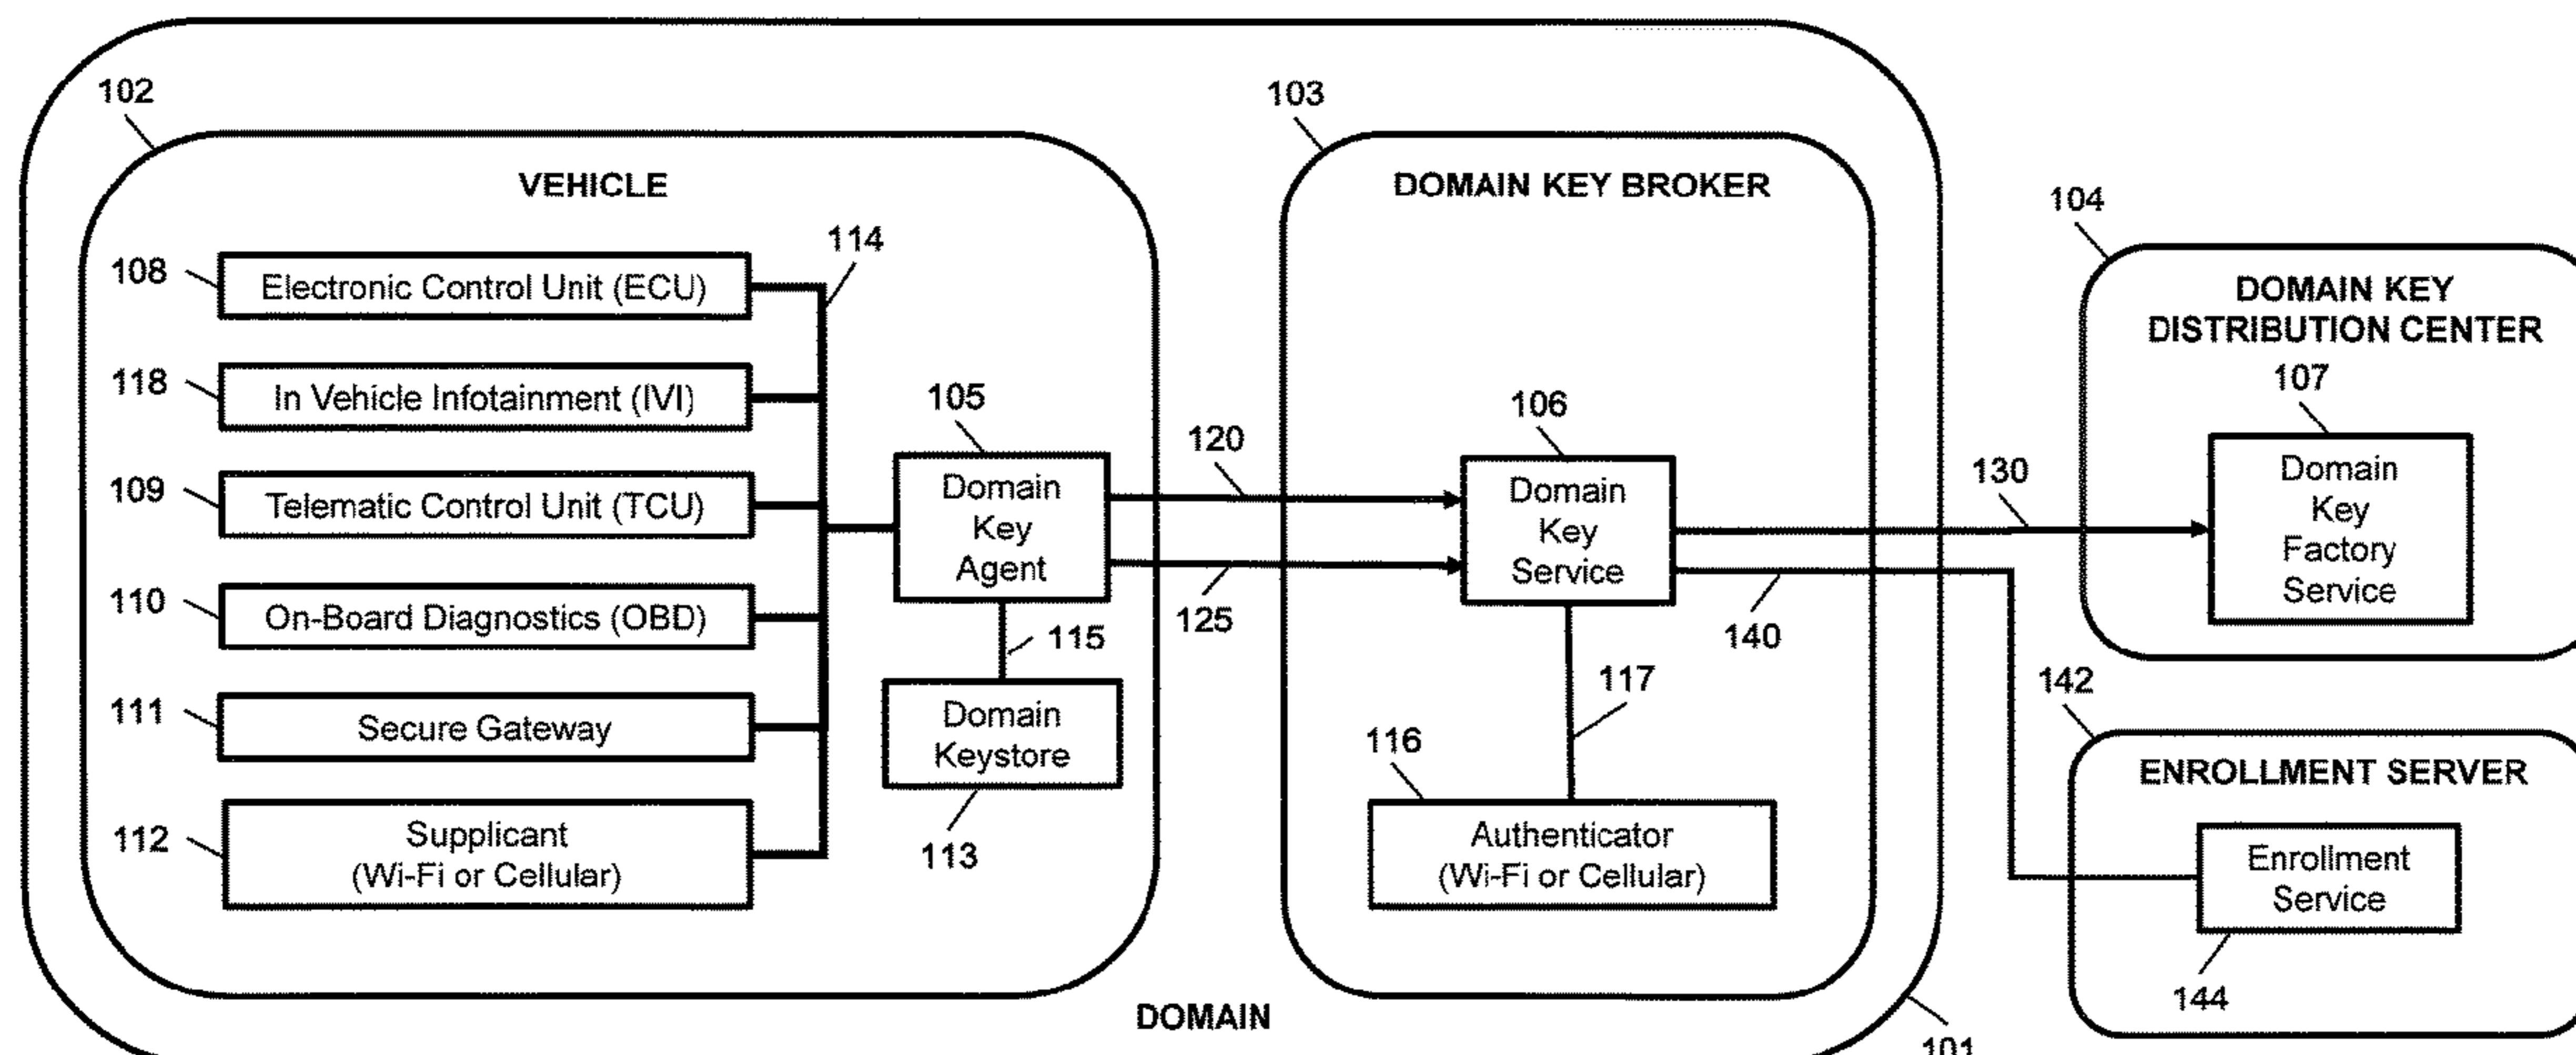 102
VEHICLE
108
Electronic Control Unit (ECU)
114
118
In Vehicle Infotainment (IVI)
109
Telematic Control Unit (TCU)
110
On-Board Diagnostics (OBD)
111
Secure Gateway
112
Supplicant
(Wi-Fi or Cellular)
105
Domain
Key
Agent
115
Domain
Keystore
113
120
125
103
DOMAIN KEY BROKER
106
Domain
Key
Service
117
116
Authenticator
(Wi-Fi or Cellular)
130
140
104
DOMAIN KEY
DISTRIBUTION CENTER
107
Domain
Key
Factory
Service
142
ENROLLMENT SERVER
Enrollment
Service
144
DOMAIN
101